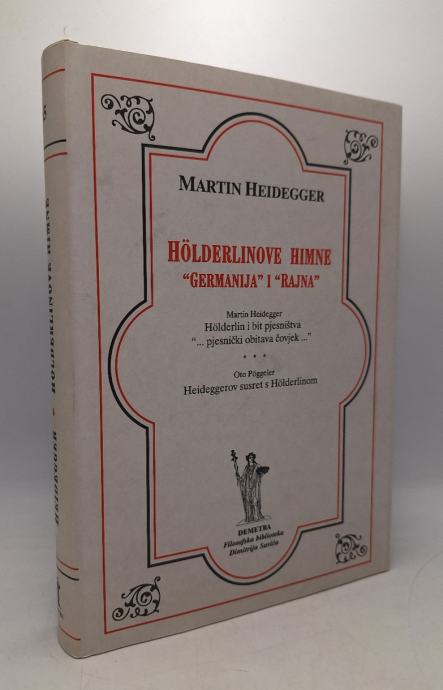 MARTIN HEIDEGGER
HÖLDERLINOVE HIMNE
“GERMANIJA” I “RAJNA”
Martin Heidegger
Hölderlin i bit pjesništva
“... pjesnički obitava čovjek ...”
* * *
Oto Pöggeler
Heideggerov susret s Hölderlinom
DEMETRA
Filosofska biblioteka
Dimitrija Savića
HEIDEGGER • HÖLDERLINOVE HIMNE